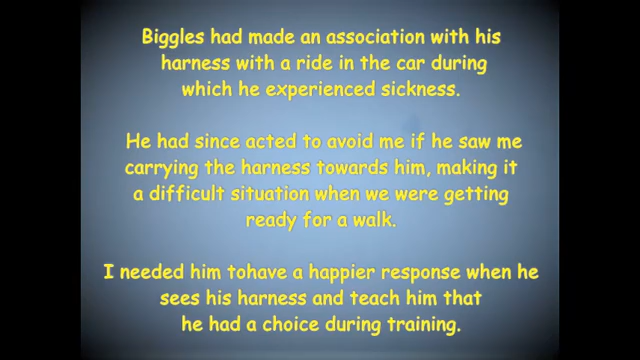 Biggles had made an association with his
harness with a ride in the car during
which he experienced sickness.
He had since acted to avoid me if he saw me
carrying the harness towards him, making it
a difficult situation when we were getting
ready for a walk.
I needed him tohave a happier response when he
sees his harness and teach him that
he had a choice during training.